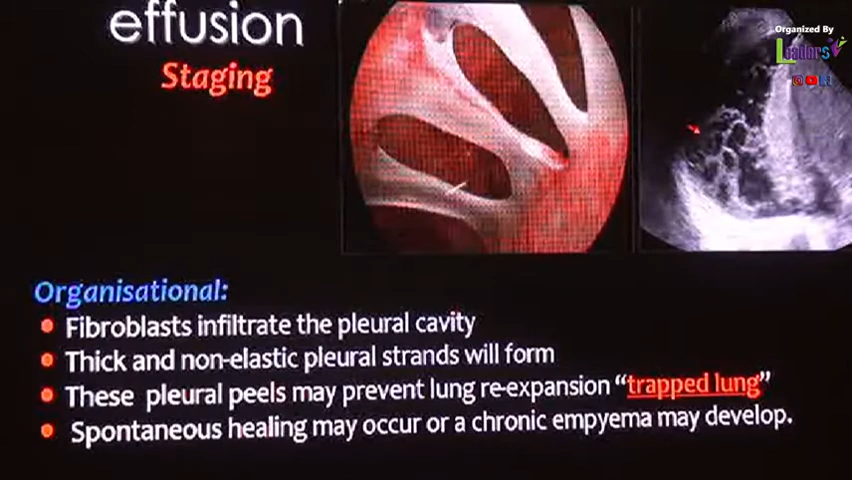 effusion
Organized By
Leaders
Staging
Organisational:
Fibroblasts infiltrate the pleural cavity
Thick and non-elastic pleural strands will form
These pleural peels may prevent lung re-expansion “trapped lung”
Spontaneous healing may occur or a chronic empyema may develop.